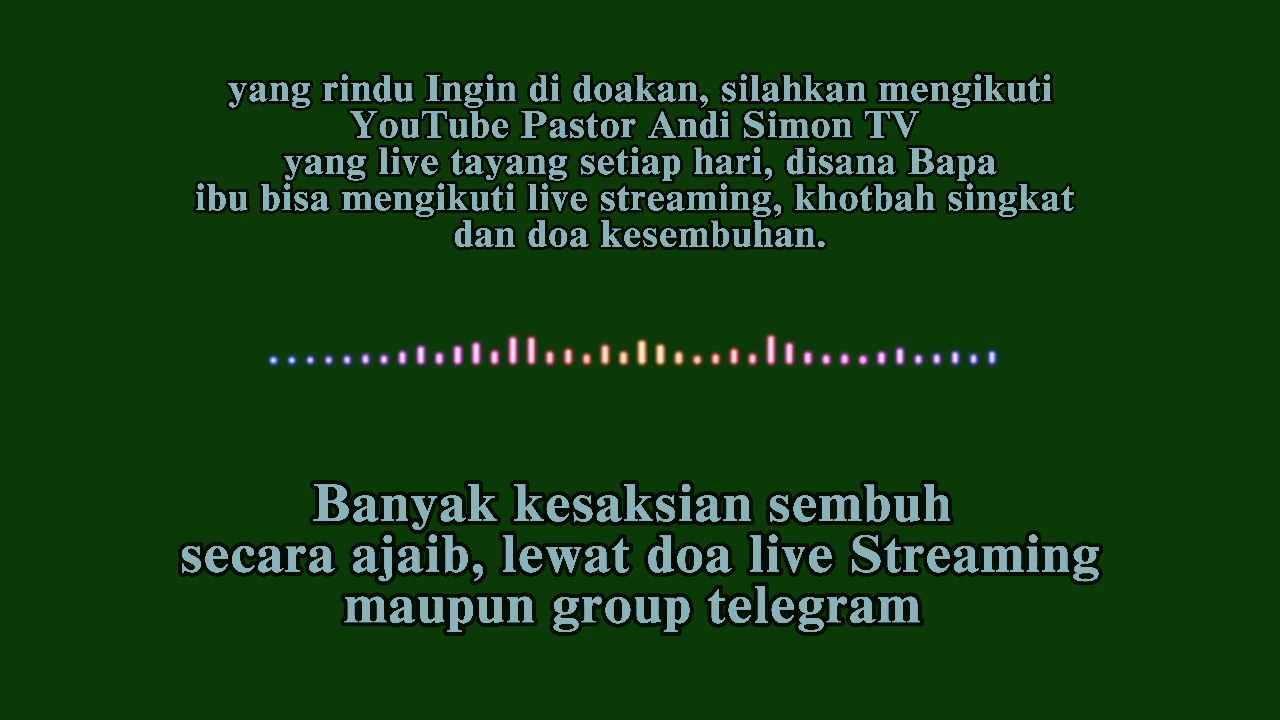 yang rindu Ingin di doakan, silahkan mengikuti
YouTube Pastor Andi Simon TV
yang live tayang setiap hari, disana Bapa
ibu bisa mengikuti live streaming, khotbah singkat
dan doa kesembuhan.
Banyak kesaksian sembuh
secara ajaib, lewat doa live Streaming
maupun group telegram